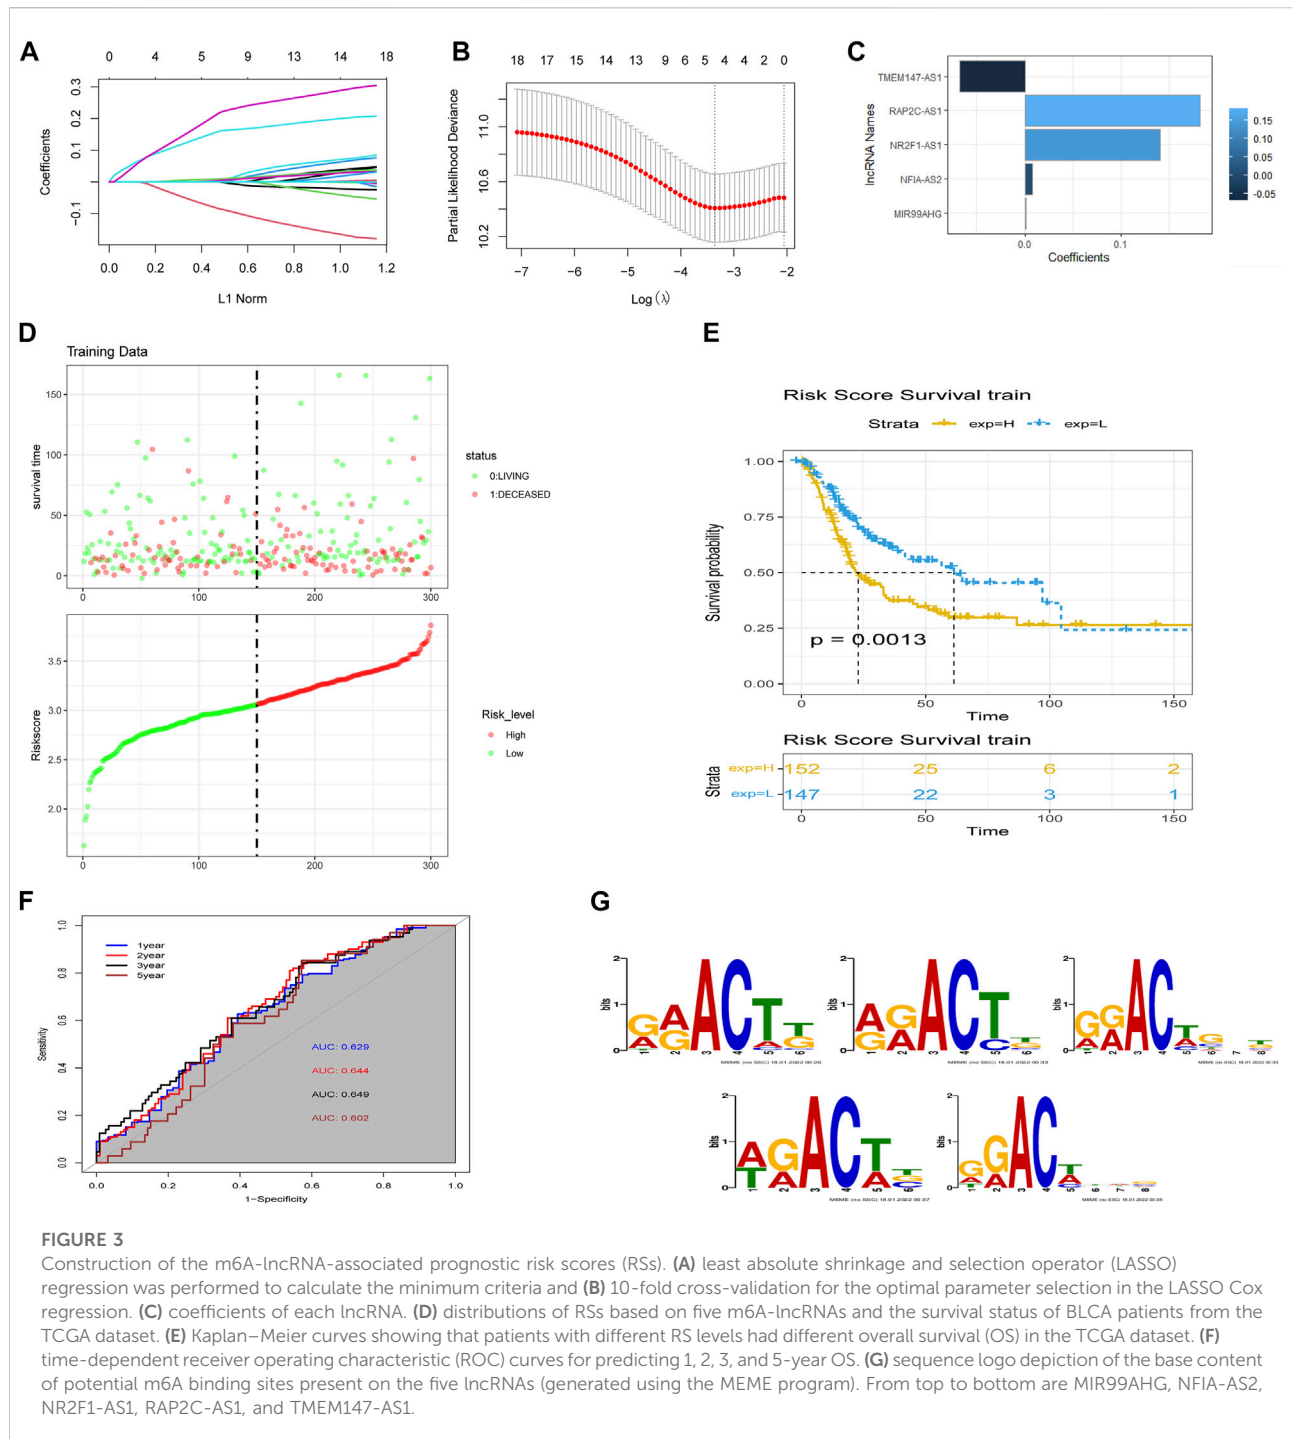 A
0 4 5 9 13 14 18
0.3
0.2
0.1
−0.1
Coefficients
0.0 0.2 0.4 0.6 0.8 1.0 1.2
L1 Norm
B
18 17 15 14 13 9 6 5 4 4 2 0
11.0
10.6
10.2
Partial Likelihood Deviance
−7 −6 −5 −4 −3 −2
Log (λ)
C
TMEM147-AS1
RAP2C-AS1
NR2F1-AS1
NFIA-AS2
MIR99AHG
lncRNA Names
0.0 0.1
Coefficients
0.15
0.10
0.05
0.00
-0.05
D
Training Data
150
100
50
0
survival time
0 100 200 300
status
0:LIVING
1:DECEASED
3.5
3.0
2.5
2.0
Riskscore
0 100 200 300
Risk_level
High
Low
E
Risk Score Survival train
Strata exp=H exp=L
1.00
0.75
0.50
0.25
0.00
Survival probability
p = 0.0013
0 50 100 150
Time
Risk Score Survival train
Strata
exp=H 152 25 6 2
exp=L 147 22 3 1
0 50 100 150
Time
F
1year
2year
3year
5year
1.0
0.8
0.6
0.4
0.2
0.0
Sensitivity
AUC: 0.629
AUC: 0.644
AUC: 0.649
AUC: 0.602
0.0 0.2 0.4 0.6 0.8 1.0
1−Specificity
G
FIGURE 3
Construction of the m6A-lncRNA-associated prognostic risk scores (RSs). (A) least absolute shrinkage and selection operator (LASSO)
regression was performed to calculate the minimum criteria and (B) 10-fold cross-validation for the optimal parameter selection in the LASSO Cox
regression. (C) coefficients of each lncRNA. (D) distributions of RSs based on five m6A-lncRNAs and the survival status of BLCA patients from the
TCGA dataset. (E) Kaplan–Meier curves showing that patients with different RS levels had different overall survival (OS) in the TCGA dataset. (F)
time-dependent receiver operating characteristic (ROC) curves for predicting 1, 2, 3, and 5-year OS. (G) sequence logo depiction of the base content
of potential m6A binding sites present on the five lncRNAs (generated using the MEME program). From top to bottom are MIR99AHG, NFIA-AS2,
NR2F1-AS1, RAP2C-AS1, and TMEM147-AS1.